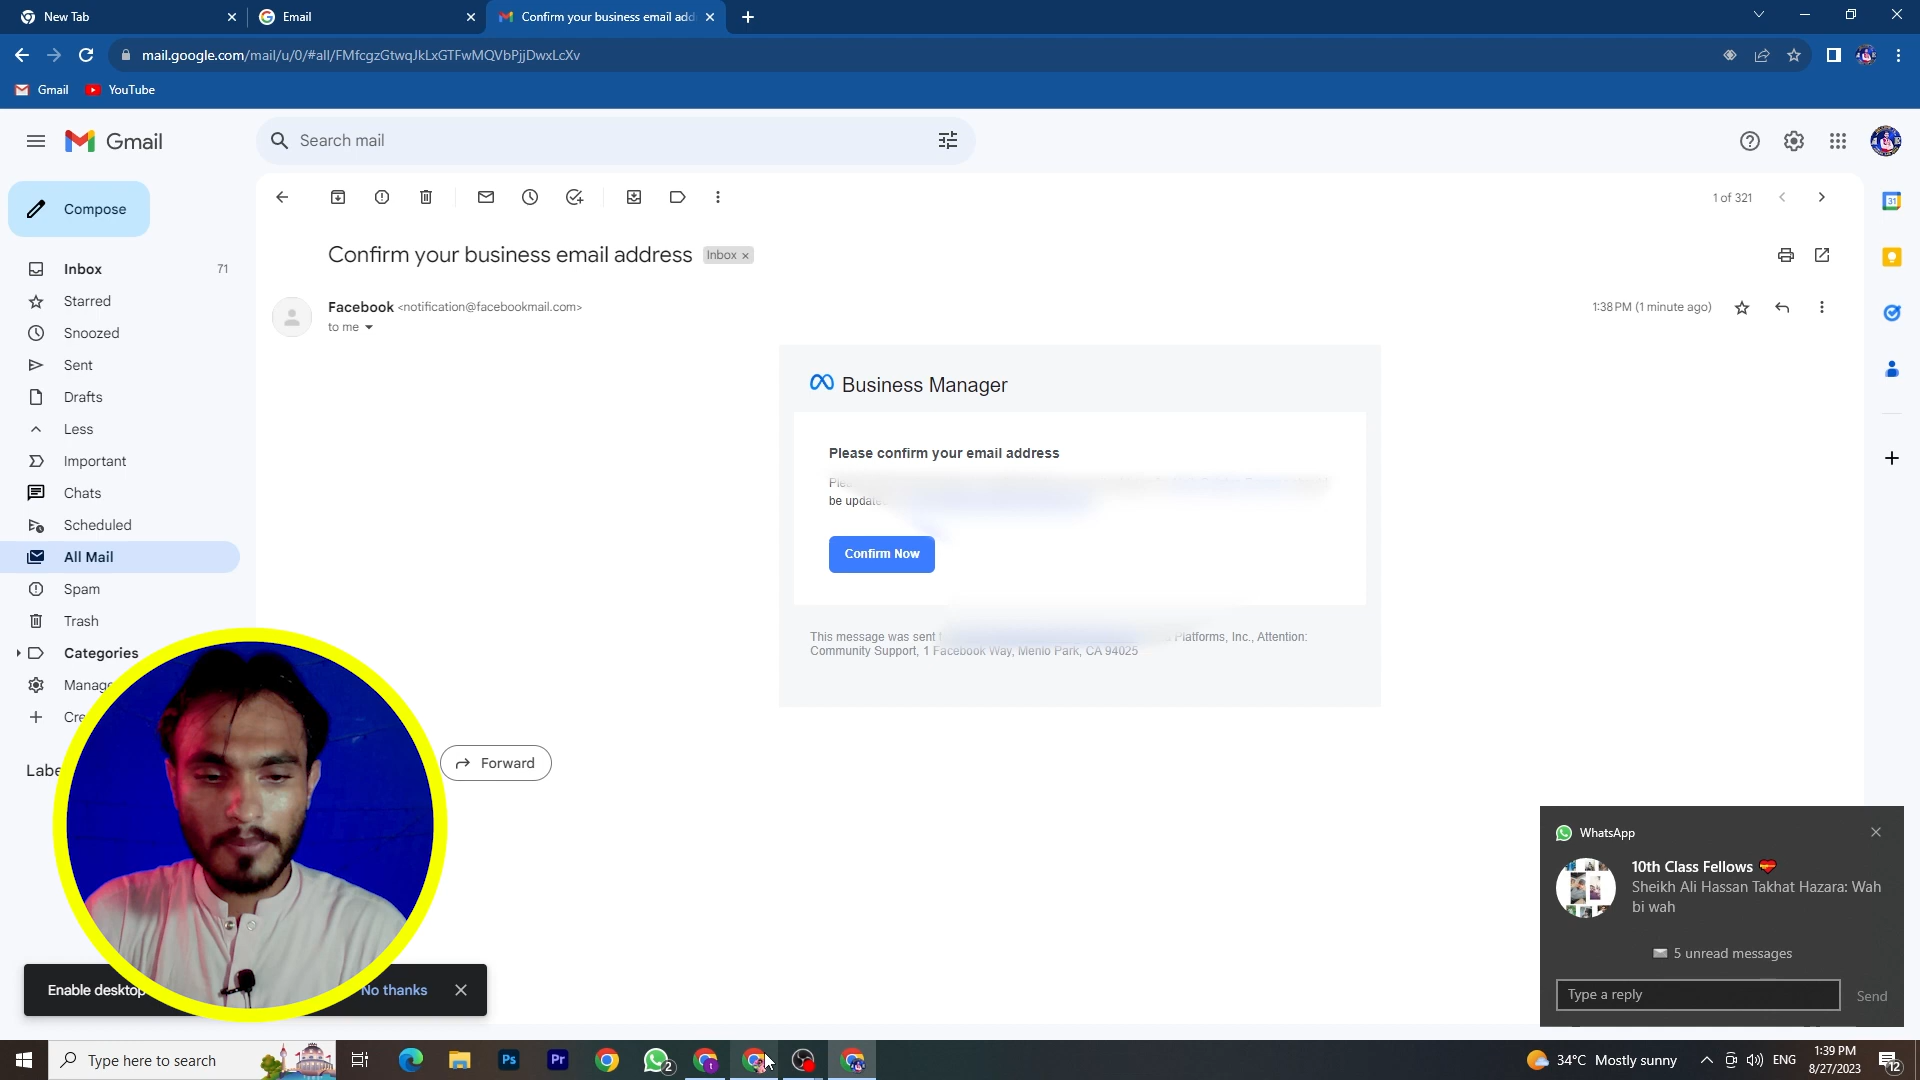 New Tab
Email
Confirm your business email add
mail.google.com/mail/u/0/#all/FMfcgzGtwqJkLxGTFwMQVbPjjDwxLcXv
Gmail
YouTube
Gmail
Search mail
Compose
1 of 321
Confirm your business email address
Inbox ×
Inbox
71
Facebook <notification@facebookmail.com>
1:38 PM (1 minute ago)
to me
Starred
Snoozed
Sent
Drafts
Less
Important
Chats
Scheduled
All Mail
Spam
Trash
Categories
Business Manager
Please confirm your email address
be updated
Confirm Now
This message was sent
Platforms, Inc., Attention:
Community Support, 1 Facebook Way, Menlo Park, CA 94025
Forward
WhatsApp
10th Class Fellows
Sheikh Ali Hassan Takhat Hazara: Wah
bi wah
5 unread messages
Type a reply
Send
Enable desktop
No thanks
Type here to search
Ps
Pr
2
t
34°C Mostly sunny
ENG
1:39 PM
8/27/2023
12
31